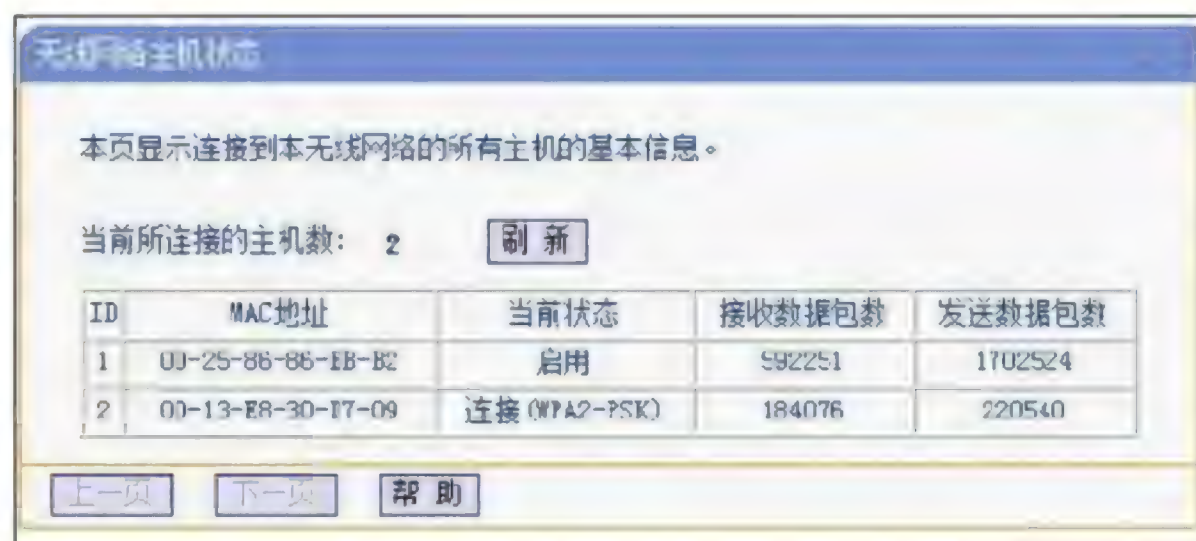 无线网络主机状态
本页显示连接到本无线网络的所有主机的基本信息。
当前所连接的主机数： 2 刷 新
ID MAC地址 当前状态 接收数据包数 发送数据包数
1 00-25-86-86-EB-B2 启用 592251 1702524
2 00-13-E8-30-17-09 连接(WPA2-PSK) 184076 220540
上一页 下一页 帮 助